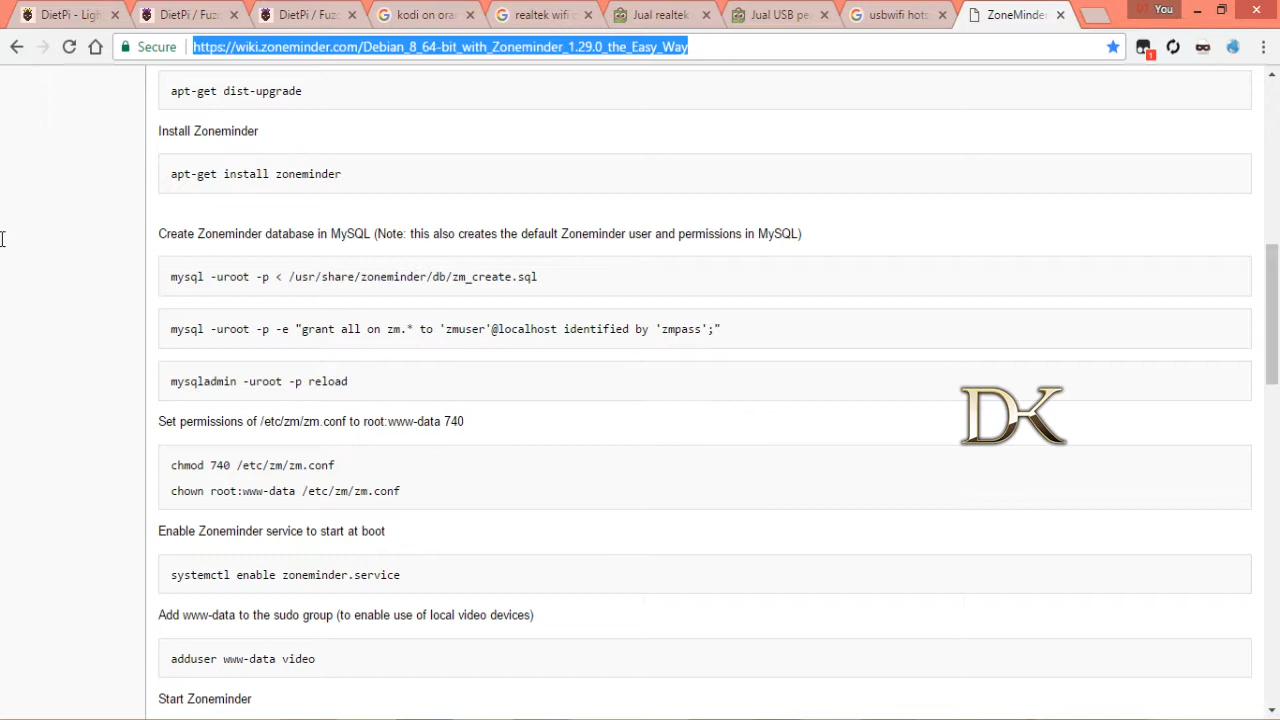 DietPi - Ligh
DietPi / Fuzo
DietPi / Fuzo
kodi on oran
realtek wifi c
Jual realtek
Jual USB pe
usbwifi hots
ZoneMinder
You
Secure
https://wiki.zoneminder.com/Debian_8_64-bit_with_Zoneminder_1.29.0_the_Easy_Way
1
apt-get dist-upgrade
Install Zoneminder
apt-get install zoneminder
Create Zoneminder database in MySQL (Note: this also creates the default Zoneminder user and permissions in MySQL)
mysql -uroot -p < /usr/share/zoneminder/db/zm_create.sql
mysql -uroot -p -e "grant all on zm.* to 'zmuser'@localhost identified by 'zmpass';"
mysqladmin -uroot -p reload
DK
Set permissions of /etc/zm/zm.conf to root:www-data 740
chmod 740 /etc/zm/zm.conf
chown root:www-data /etc/zm/zm.conf
Enable Zoneminder service to start at boot
systemctl enable zoneminder.service
Add www-data to the sudo group (to enable use of local video devices)
adduser www-data video
Start Zoneminder